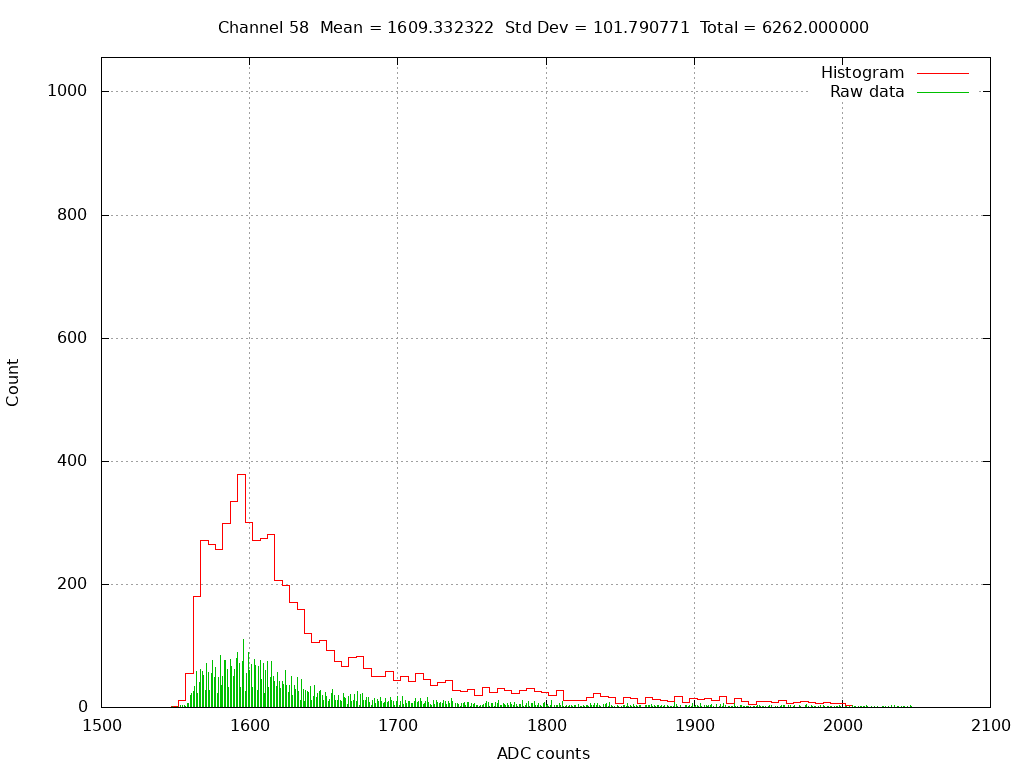 Channel 58  Mean = 1609.332322  Std Dev = 101.790771  Total = 6262.000000
Histogram
Raw data
1000
800
600
400
200
0
Count
1500 1600 1700 1800 1900 2000 2100
ADC counts